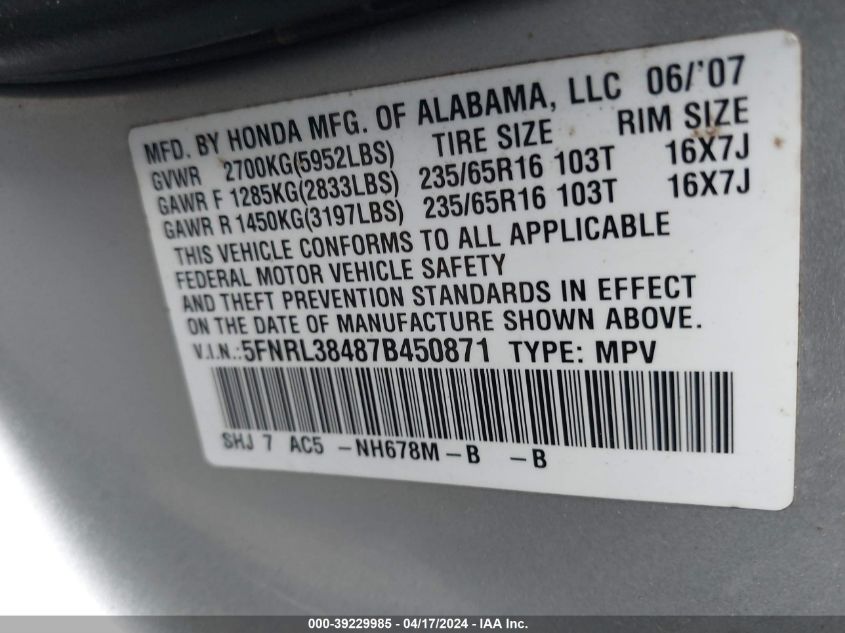 MFD. BY HONDA MFG. OF ALABAMA, LLC 06/'07
GVWR 2700KG(5952LBS) TIRE SIZE RIM SIZE
GAWR F 1285KG(2833LBS) 235/65R16 103T 16X7J
GAWR R 1450KG(3197LBS) 235/65R16 103T 16X7J
THIS VEHICLE CONFORMS TO ALL APPLICABLE
FEDERAL MOTOR VEHICLE SAFETY
AND THEFT PREVENTION STANDARDS IN EFFECT
ON THE DATE OF MANUFACTURE SHOWN ABOVE.
V.I.N.:5FNRL38487B450871 TYPE: MPV
SHJ 7 AC5 -NH678M-B -B
000-39229985 - 04/17/2024 - IAA, Inc.